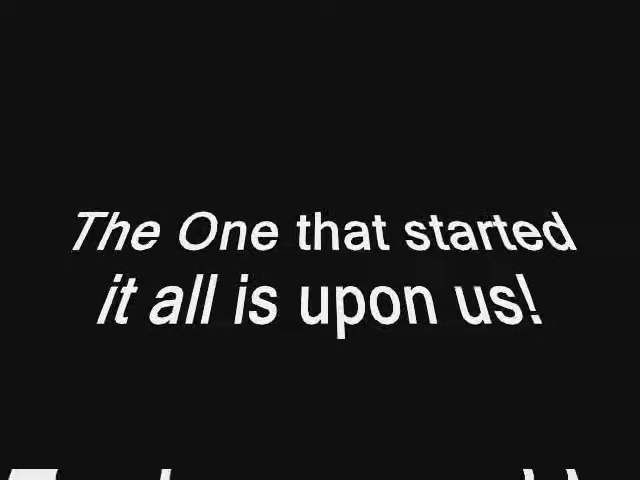 The One that started
it all is upon us!